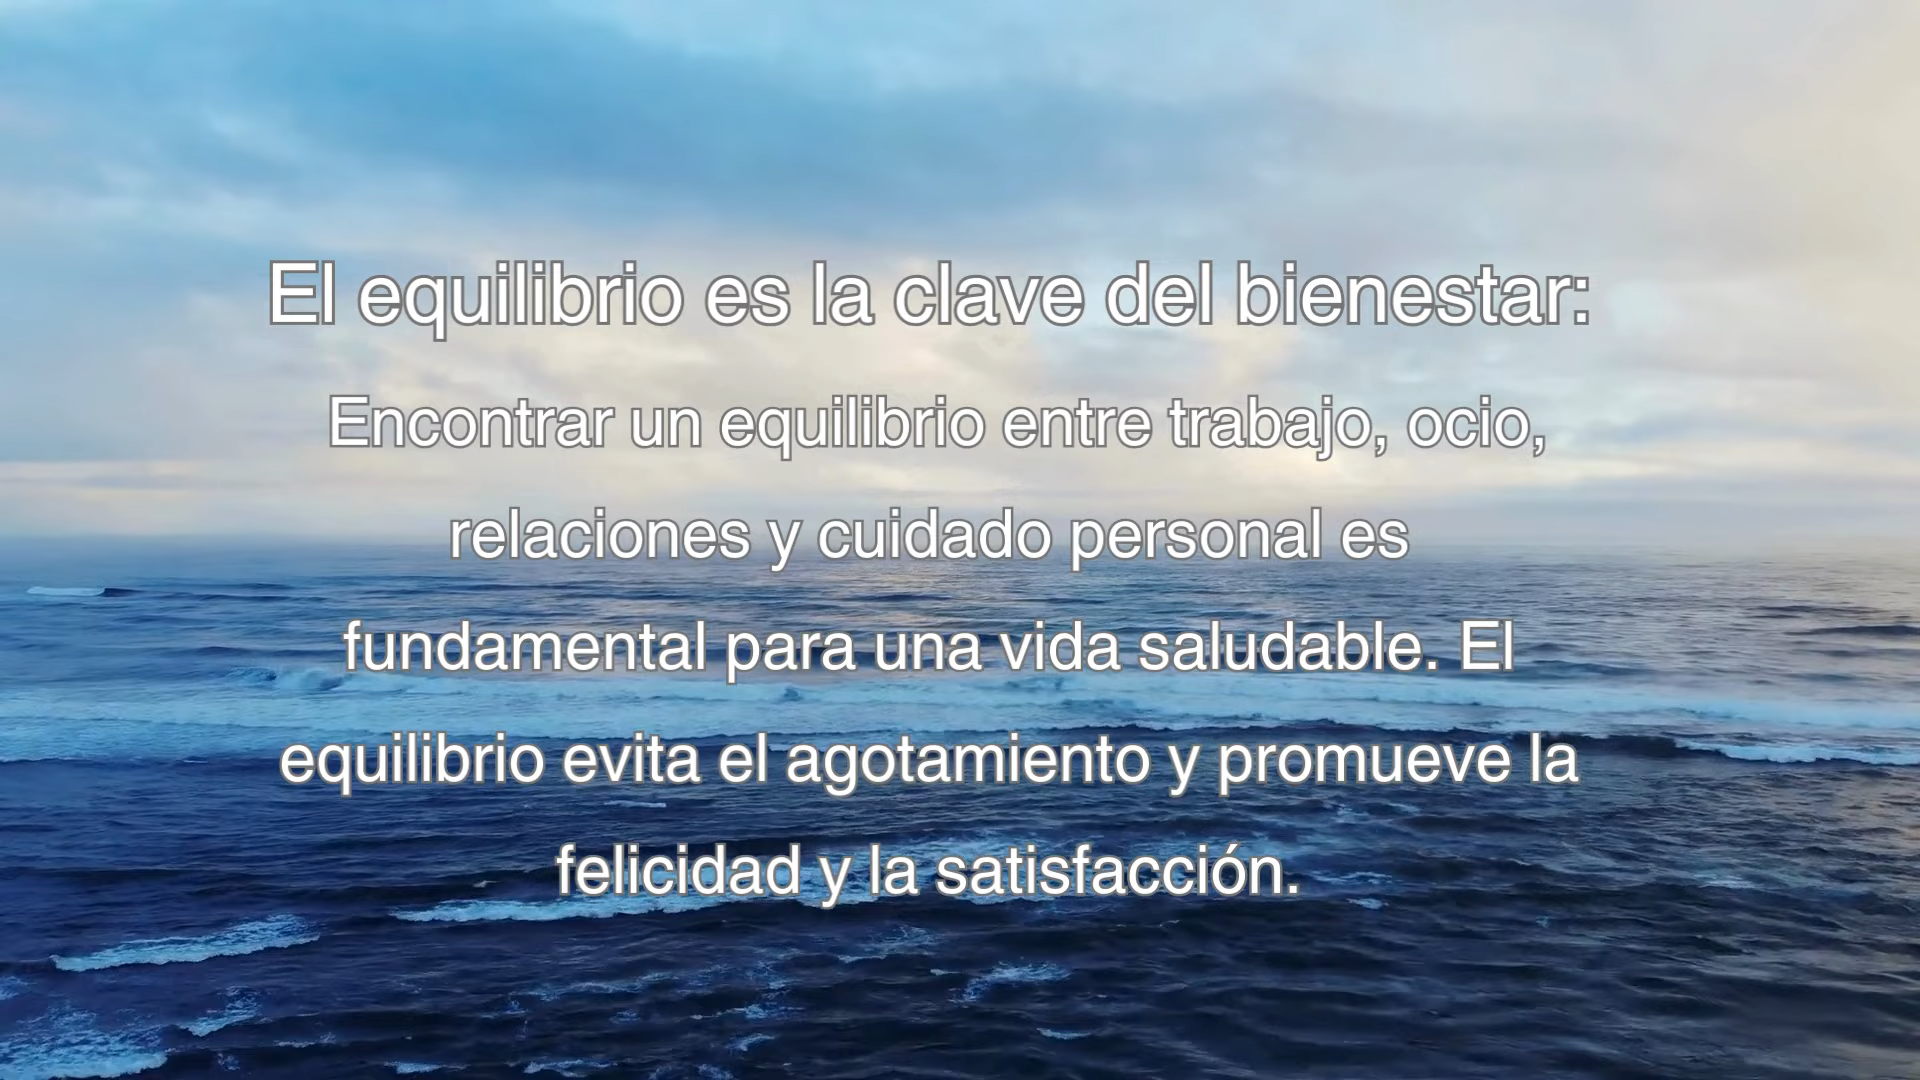 El equilibrio es la clave del bienestar:
Encontrar un equilibrio entre trabajo, ocio,
relaciones y cuidado personal es
fundamental para una vida saludable. El
equilibrio evita el agotamiento y promueve la
felicidad y la satisfacción.